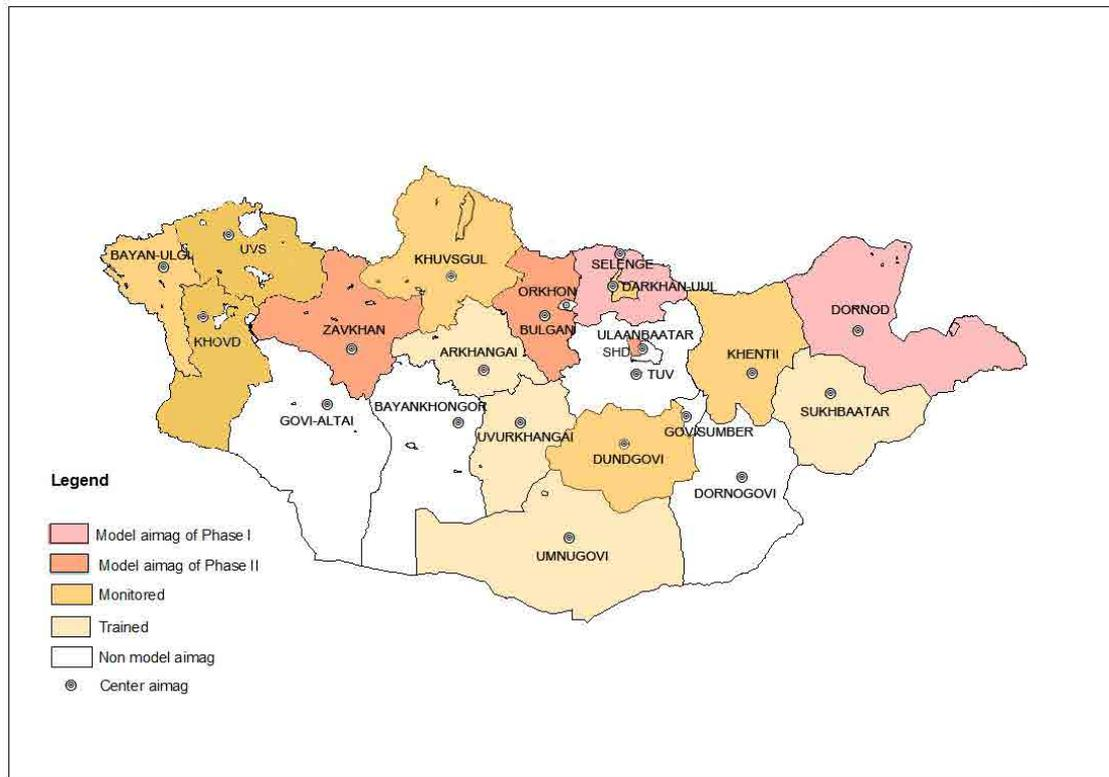 UVS
BAYAN-ULGII
KHUVSGUL
SELENGE
DARKHAN-UUL
ORKHON
DORNOD
KHOVD
ZAVKHAN
BULGAN
ULAANBAATAR
SHD
ARKHANGAI
KHENTII
TUV
SUKHBAATAR
GOVI-ALTAI
BAYANKHONGOR
UVURKHANGAI
GOVISUMBER
DUNDGOVI
DORNOGOVI
UMNUGOVI
Legend
Model aimag of Phase I
Model aimag of Phase II
Monitored
Trained
Non model aimag
Center aimag